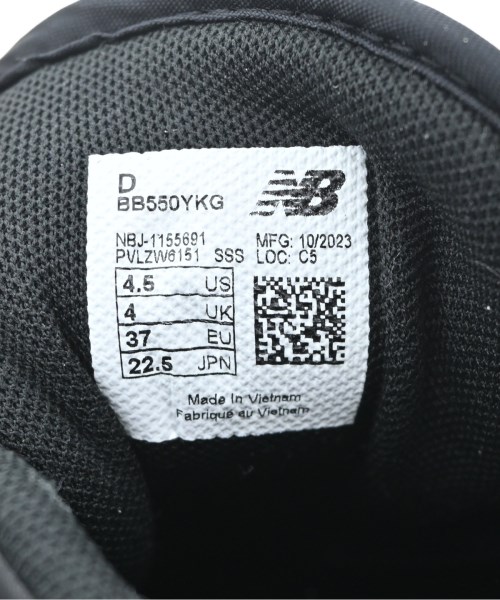 D
BB550YKG
NB
NBJ-1155691 MFG: 10/2023
PVLZW6151 SSS LOC: C5
4.5 US
4 UK
37 EU
22.5 JPN
Made In Vietnam
Fabriqué au Vietnam